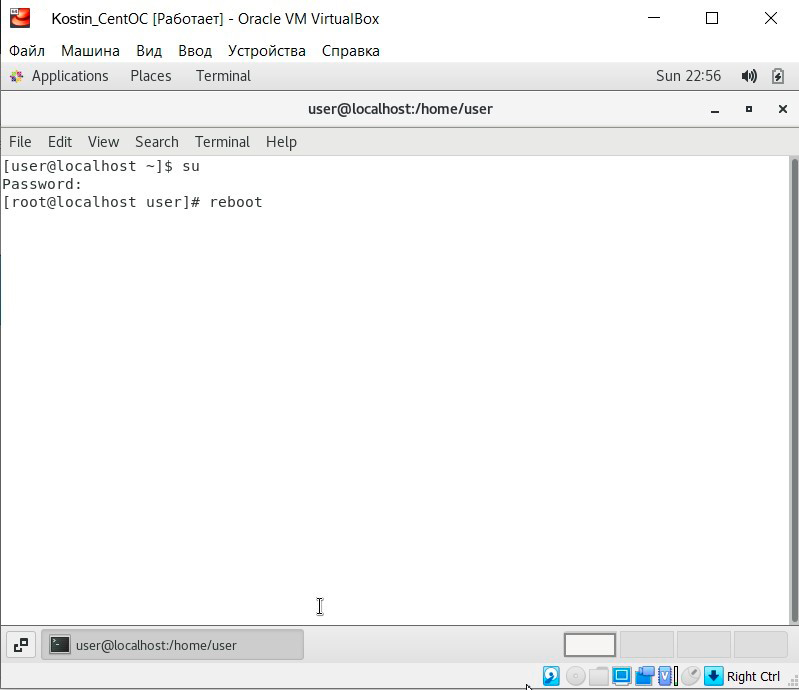 Kostin_CentOC [Работает] - Oracle VM VirtualBox
Файл Машина Вид Ввод Устройства Справка
Applications Places Terminal Sun 22:56
user@localhost:/home/user
File Edit View Search Terminal Help
[user@localhost ~]$ su
Password:
[root@localhost user]# reboot
user@localhost:/home/user
Right Ctrl